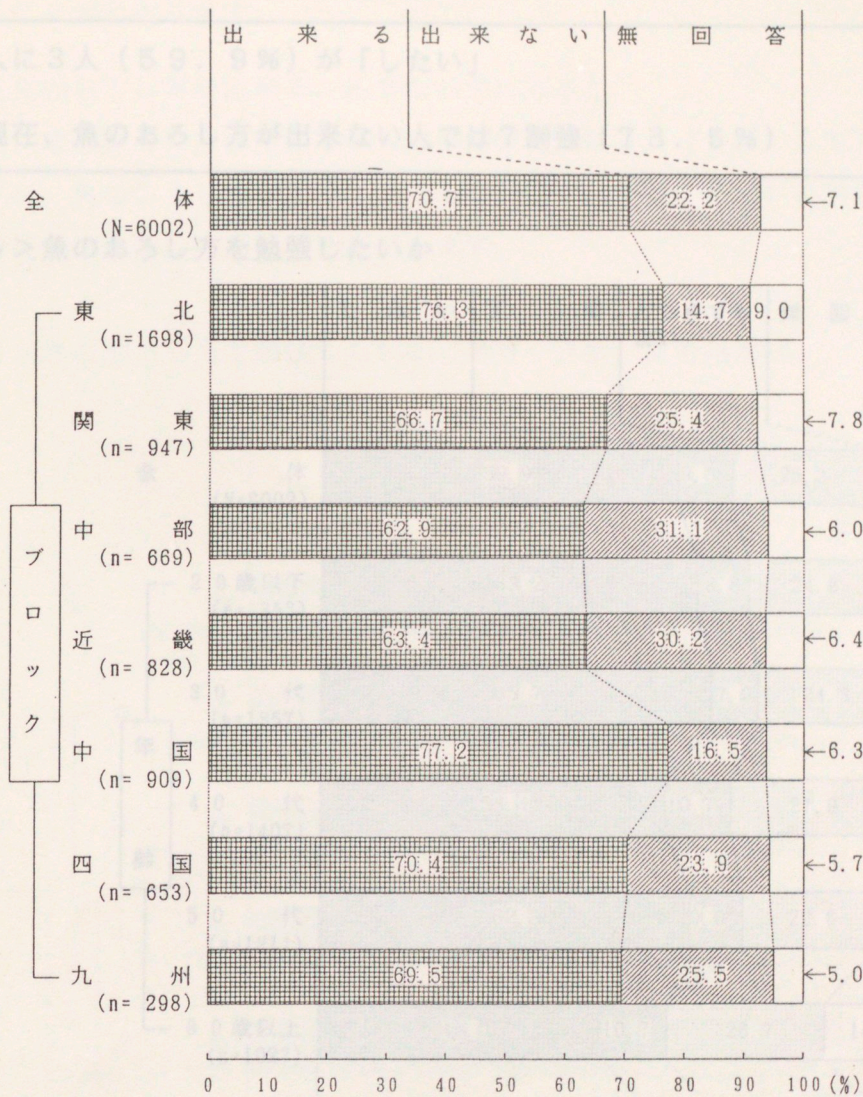 出来る 出来ない 無回答
全体 70.7 22.2 ←7.1
(N=6002)
東北 76.3 14.7 9.0
(n=1698)
関東 66.7 25.4 ←7.8
(n= 947)
中部 62.9 31.1 ←6.0
(n= 669)
近畿 63.4 30.2 ←6.4
(n= 828)
中国 77.2 16.5 ←6.3
(n= 909)
四国 70.4 23.9 ←5.7
(n= 653)
九州 69.5 25.5 ←5.0
(n= 298)
ブロック
0 10 20 30 40 50 60 70 80 90 100 (%)